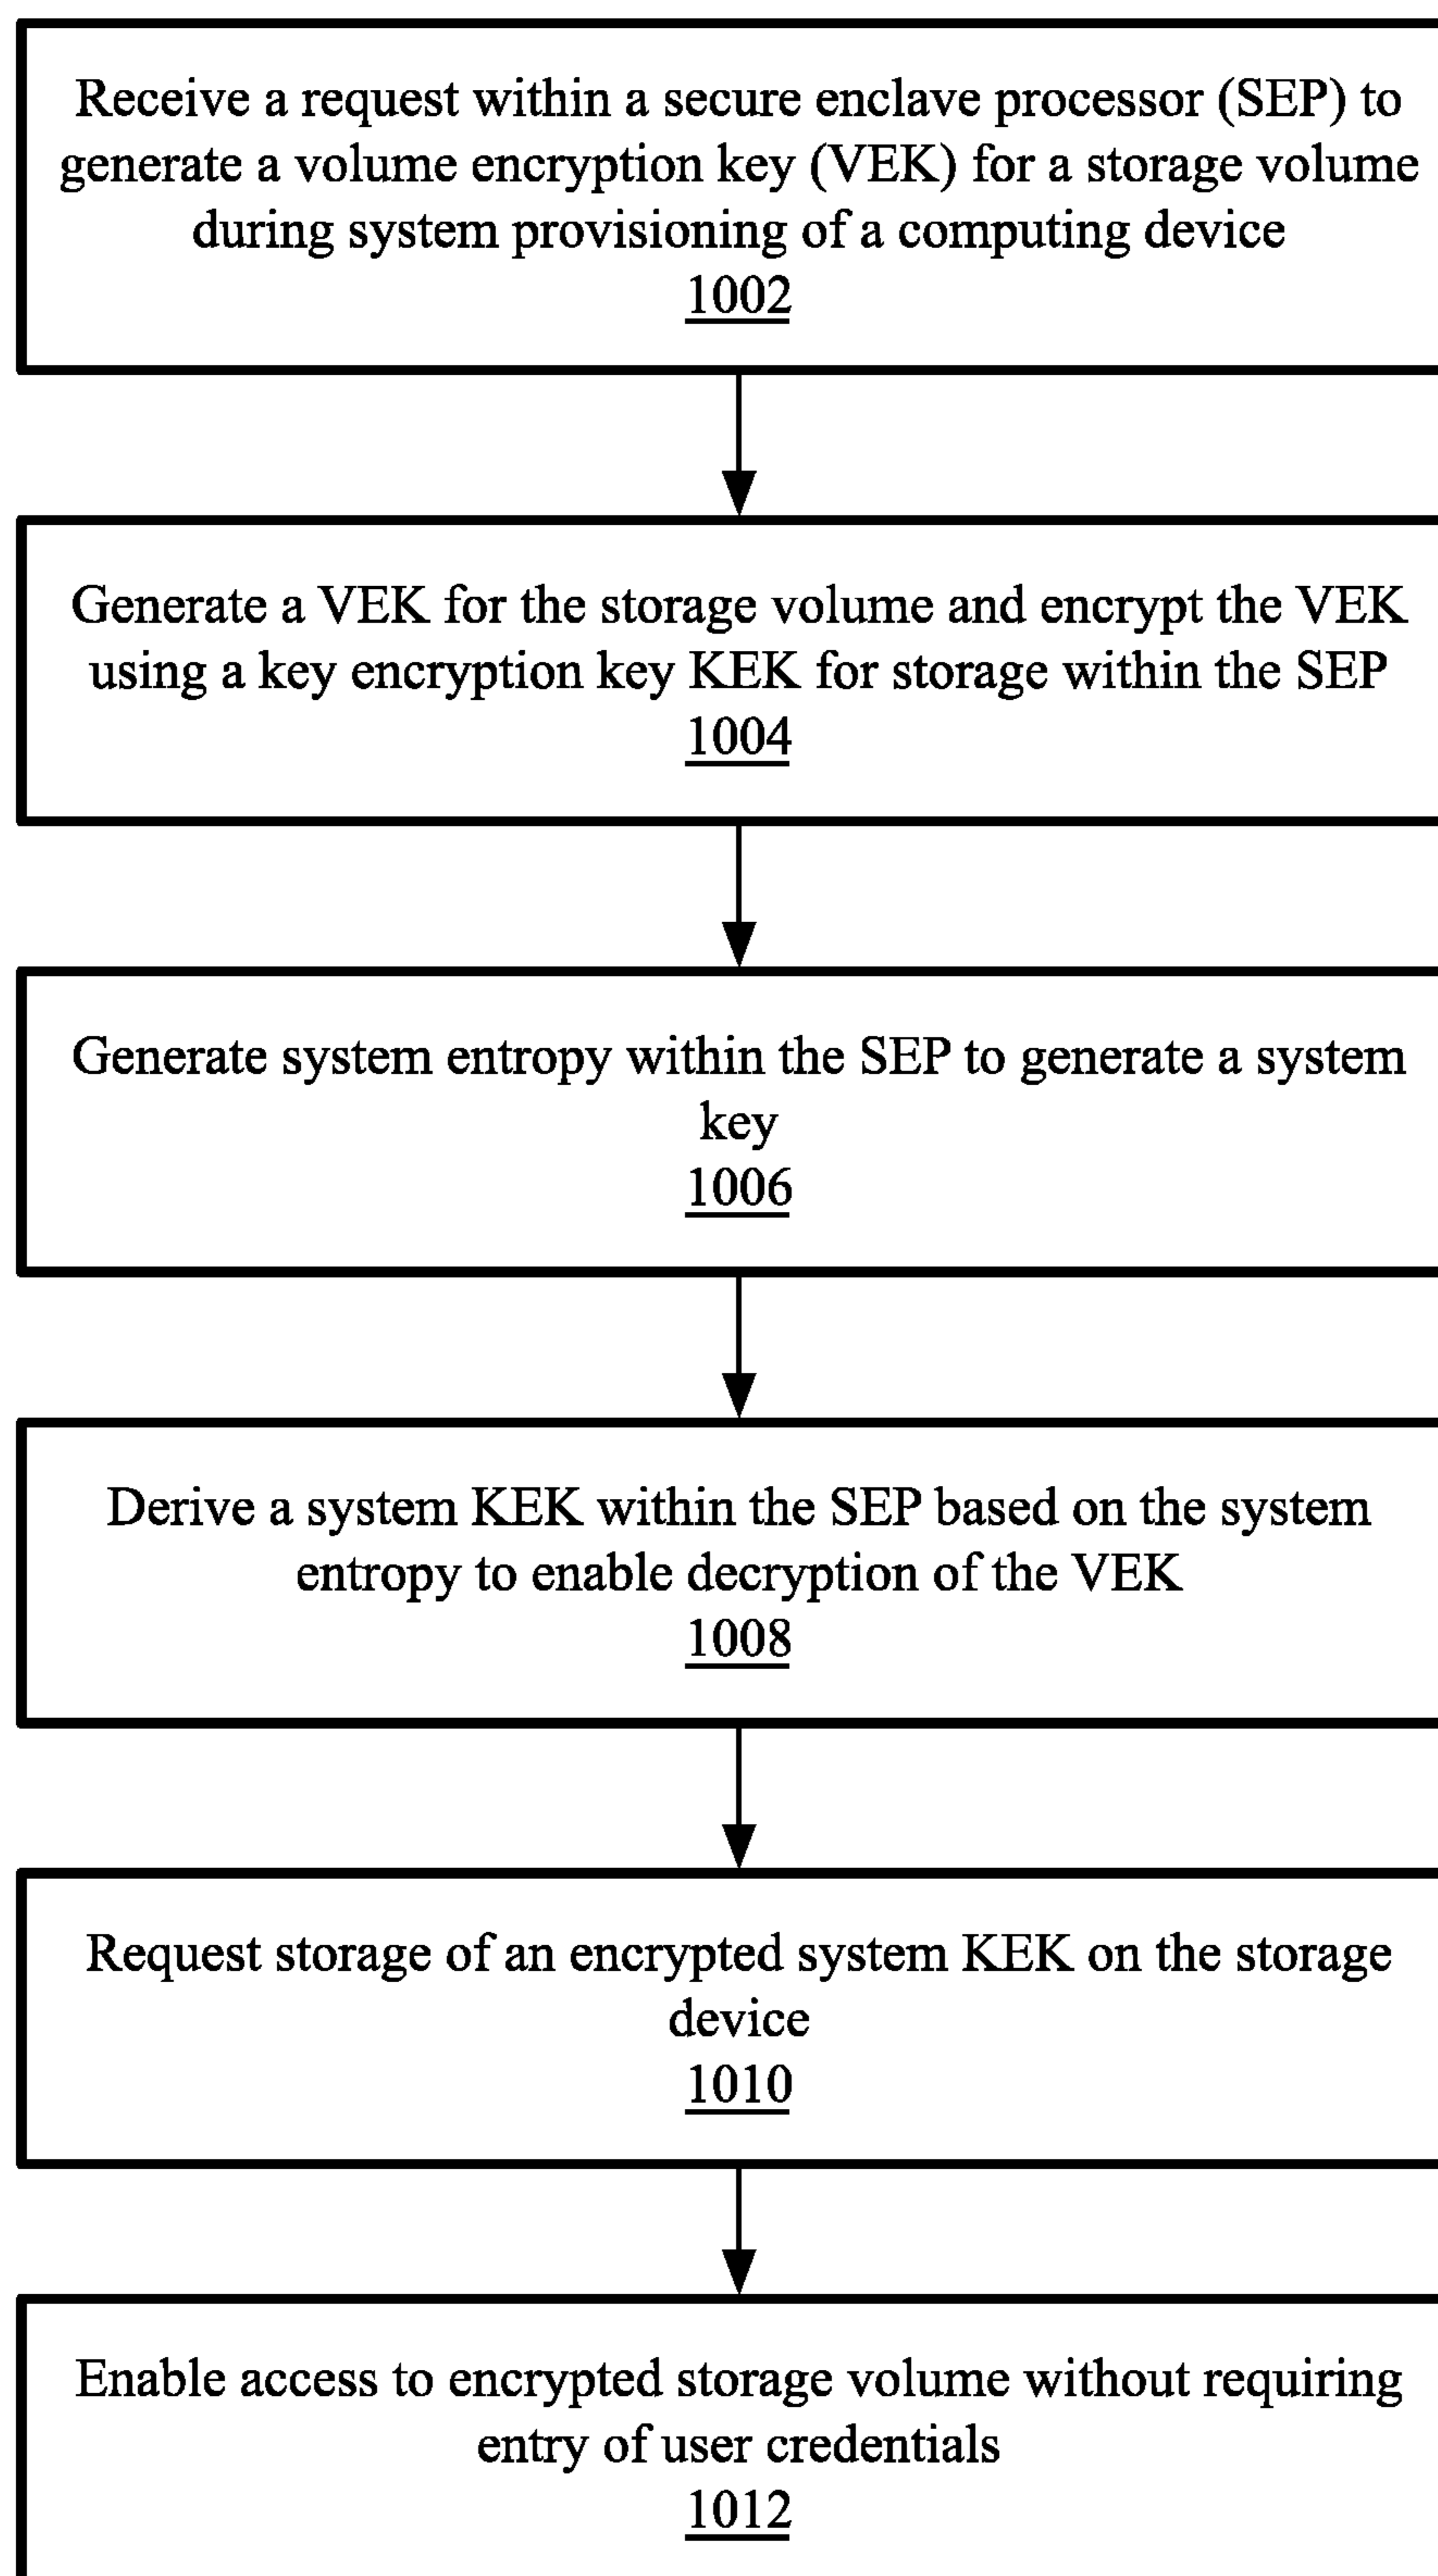 Receive a request within a secure enclave processor (SEP) to
generate a volume encryption key (VEK) for a storage volume
during system provisioning of a computing device
1002
Generate a VEK for the storage volume and encrypt the VEK
using a key encryption key KEK for storage within the SEP
1004
Generate system entropy within the SEP to generate a system
key
1006
Derive a system KEK within the SEP based on the system
entropy to enable decryption of the VEK
1008
Request storage of an encrypted system KEK on the storage
device
1010
Enable access to encrypted storage volume without requiring
entry of user credentials
1012